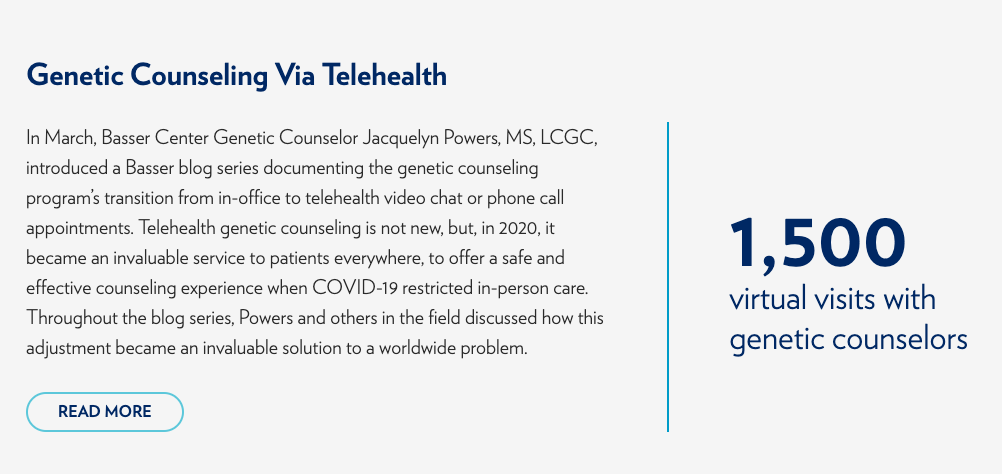 Genetic Counseling Via Telehealth
In March, Basser Center Genetic Counselor Jacquelyn Powers, MS, LCGC,
introduced a Basser blog series documenting the genetic counseling
program's transition from in-office to telehealth video chat or phone call
appointments. Telehealth genetic counseling is not new, but, in 2020, it
became an invaluable service to patients everywhere, to offer a safe and
effective counseling experience when COVID-19 restricted in-person care.
Throughout the blog series, Powers and others in the field discussed how this
adjustment became an invaluable solution to a worldwide problem.
READ MORE
1,500
virtual visits with
genetic counselors